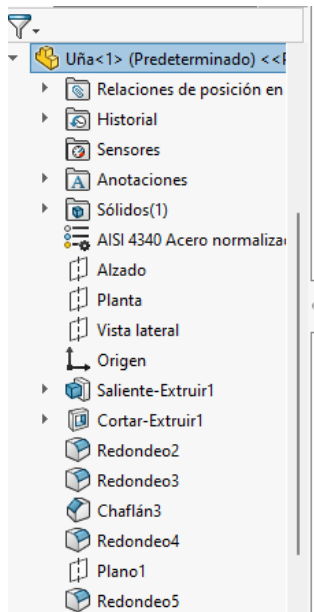 Uña<1> (Predeterminado) <<P
Relaciones de posición en
Historial
Sensores
A Anotaciones
Sólidos(1)
AISI 4340 Acero normaliza
Alzado
Planta
Vista lateral
Origen
Saliente-Extruir1
Cortar-Extruir1
Redondeo2
Redondeo3
Chaflán3
Redondeo4
Plano1
Redondeo5